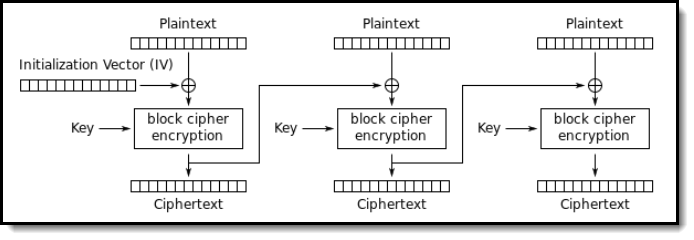 Plaintext
Plaintext
Plaintext
Initialization Vector (IV)
Key
block cipher
encryption
Key
block cipher
encryption
Key
block cipher
encryption
Ciphertext
Ciphertext
Ciphertext